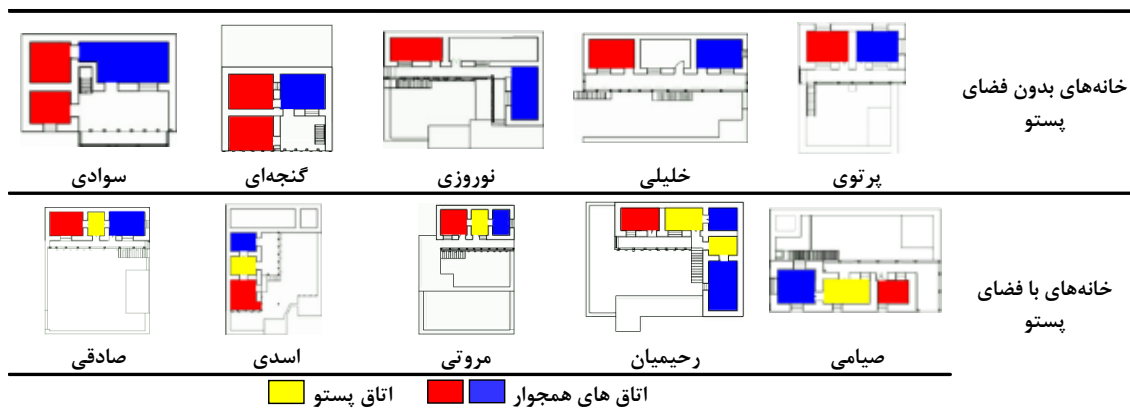 خانه‌های بدون فضای
پستو
پرتوی
خلیلی
نوروزی
گنجه‌ای
سوادی
خانه‌های با فضای
پستو
صیامی
رحیمیان
مروتی
اسدی
صادقی
اتاق های همجوار
اتاق پستو